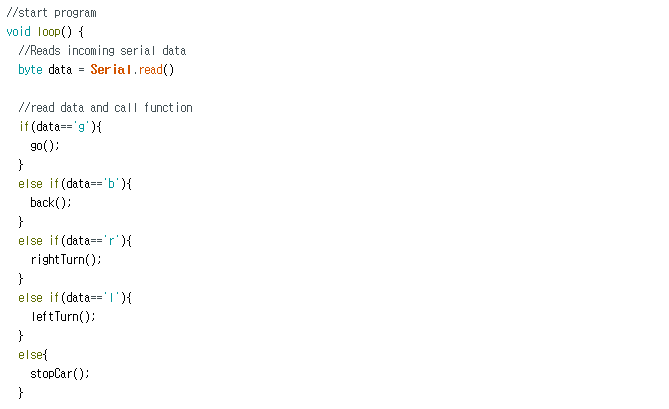 //start program
void loop() {
//Reads incoming serial data
byte data = Serial.read()
//read data and call function
if(data=='g'){
go();
}
else if(data=='b'){
back();
}
else if(data=='r'){
rightTurn();
}
else if(data=='l'){
leftTurn();
}
else{
stopCar();
}